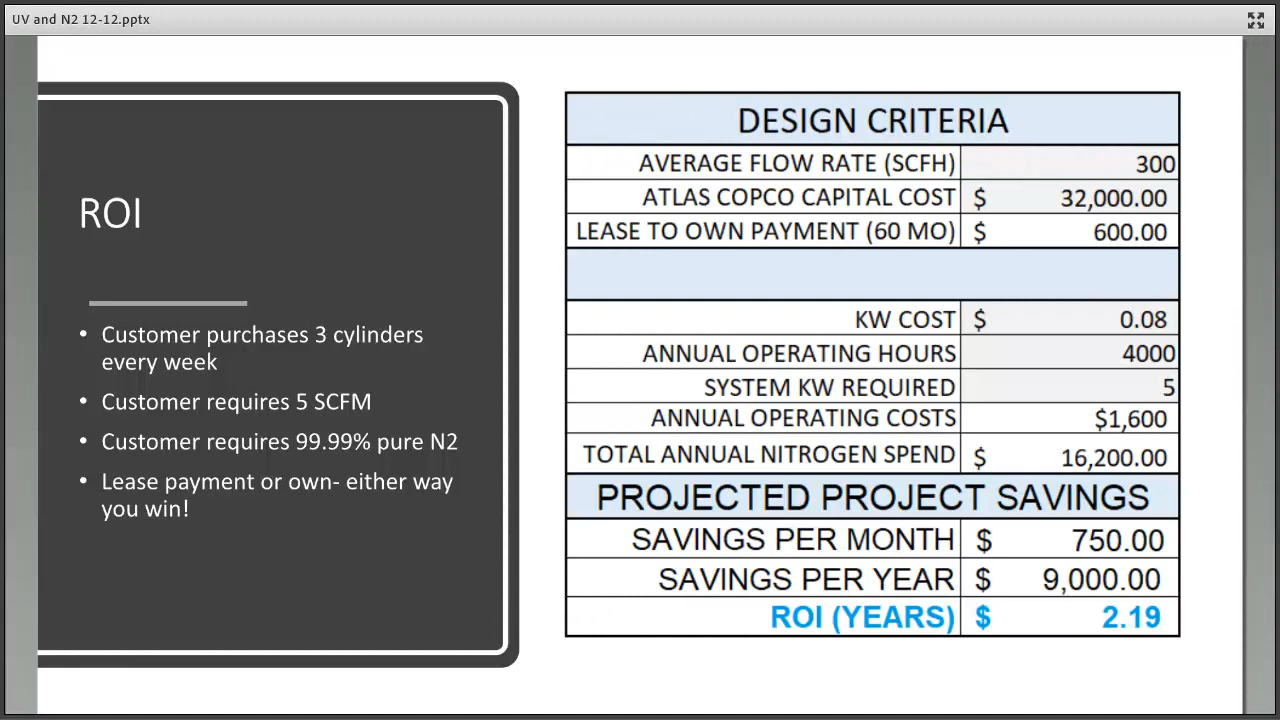 UV and N2 12-12.pptx
ROI
• Customer purchases 3 cylinders
every week
• Customer requires 5 SCFM
• Customer requires 99.99% pure N2
• Lease payment or own- either way
you win!
DESIGN CRITERIA
AVERAGE FLOW RATE (SCFH) 300
ATLAS COPCO CAPITAL COST $ 32,000.00
LEASE TO OWN PAYMENT (60 MO) $ 600.00
KW COST $ 0.08
ANNUAL OPERATING HOURS 4000
SYSTEM KW REQUIRED 5
ANNUAL OPERATING COSTS $1,600
TOTAL ANNUAL NITROGEN SPEND $ 16,200.00
PROJECTED PROJECT SAVINGS
SAVINGS PER MONTH $ 750.00
SAVINGS PER YEAR $ 9,000.00
ROI (YEARS) $ 2.19